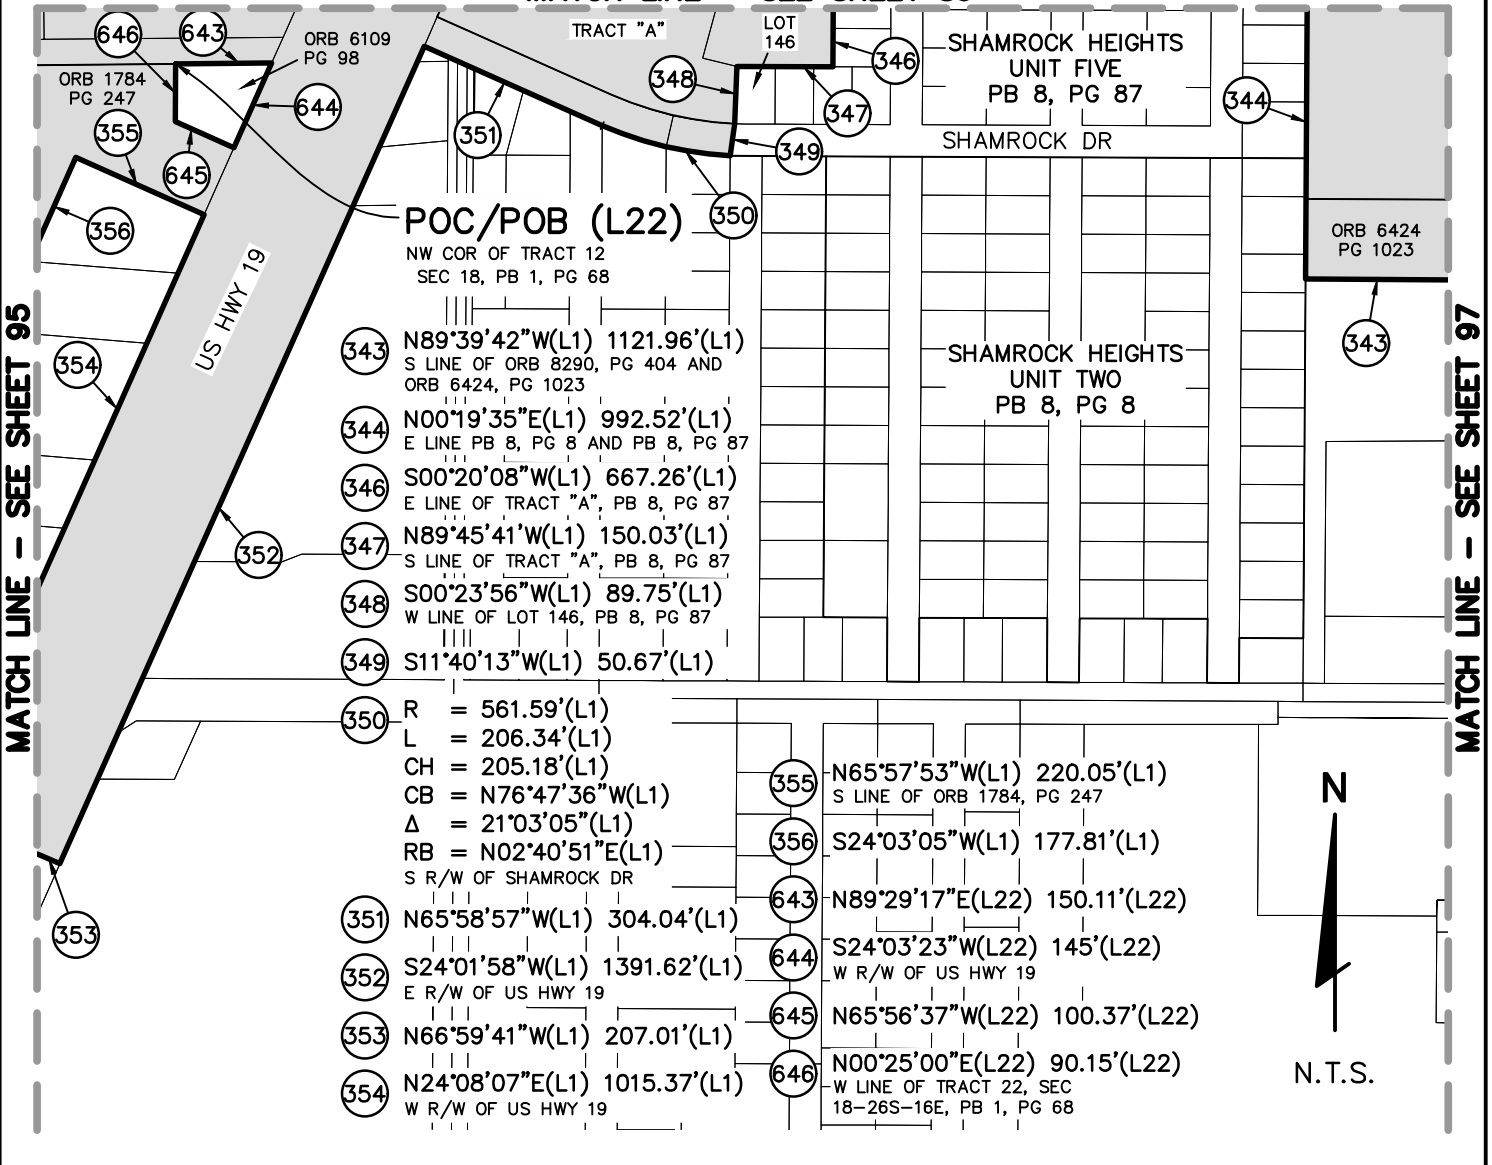 646
643
ORB 6109
PG 98
ORB 1784
PG 247
355
644
645
356
TRACT "A"
LOT
146
348
351
346
347
349
350
SHAMROCK HEIGHTS
UNIT FIVE
PB 8, PG 87
344
SHAMROCK DR
ORB 6424
PG 1023
343
US HWY 19
354
352
353
MATCH LINE - SEE SHEET 95
MATCH LINE - SEE SHEET 97
POC/POB (L22)
NW COR OF TRACT 12
SEC 18, PB 1, PG 68
SHAMROCK HEIGHTS
UNIT TWO
PB 8, PG 8
343 N89°39'42"W(L1) 1121.96'(L1)
S LINE OF ORB 8290, PG 404 AND
ORB 6424, PG 1023
344 N00°19'35"E(L1) 992.52'(L1)
E LINE PB 8, PG 8 AND PB 8, PG 87
346 S00°20'08"W(L1) 667.26'(L1)
E LINE OF TRACT "A", PB 8, PG 87
347 N89°45'41'W(L1) 150.03'(L1)
S LINE OF TRACT "A", PB 8, PG 87
348 S00°23'56"W(L1) 89.75'(L1)
W LINE OF LOT 146, PB 8, PG 87
349 S11°40'13"W(L1) 50.67'(L1)
350 R = 561.59'(L1)
L = 206.34'(L1)
CH = 205.18'(L1)
CB = N76°47'36"W(L1)
Δ = 21°03'05"(L1)
RB = N02°40'51"E(L1)
S R/W OF SHAMROCK DR
351 N65°58'57"W(L1) 304.04'(L1)
352 S24°01'58"W(L1) 1391.62'(L1)
E R/W OF US HWY 19
353 N66°59'41"W(L1) 207.01'(L1)
354 N24°08'07"E(L1) 1015.37'(L1)
W R/W OF US HWY 19
355 N65°57'53"W(L1) 220.05'(L1)
S LINE OF ORB 1784, PG 247
356 S24°03'05"W(L1) 177.81'(L1)
643 N89°29'17"E(L22) 150.11'(L22)
644 S24°03'23"W(L22) 145'(L22)
W R/W OF US HWY 19
645 N65°56'37"W(L22) 100.37'(L22)
646 N00°25'00"E(L22) 90.15'(L22)
W LINE OF TRACT 22, SEC
18-26S-16E, PB 1, PG 68
N
N.T.S.